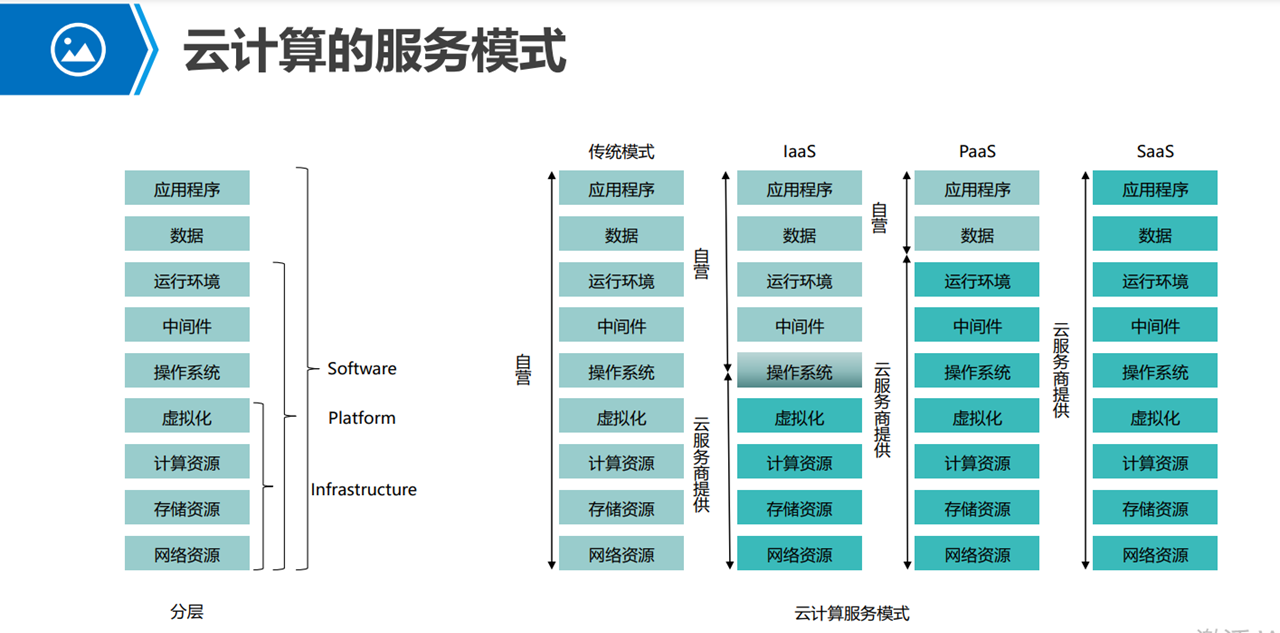 云计算的服务模式
应用程序
数据
运行环境
中间件
操作系统
虚拟化
计算资源
存储资源
网络资源
Software
Platform
Infrastructure
分层
传统模式
自营
应用程序
数据
运行环境
中间件
操作系统
虚拟化
计算资源
存储资源
网络资源
IaaS
自营
云服务商提供
应用程序
数据
运行环境
中间件
操作系统
虚拟化
计算资源
存储资源
网络资源
PaaS
自营
云服务商提供
应用程序
数据
运行环境
中间件
操作系统
虚拟化
计算资源
存储资源
网络资源
SaaS
云服务商提供
应用程序
数据
运行环境
中间件
操作系统
虚拟化
计算资源
存储资源
网络资源
云计算服务模式